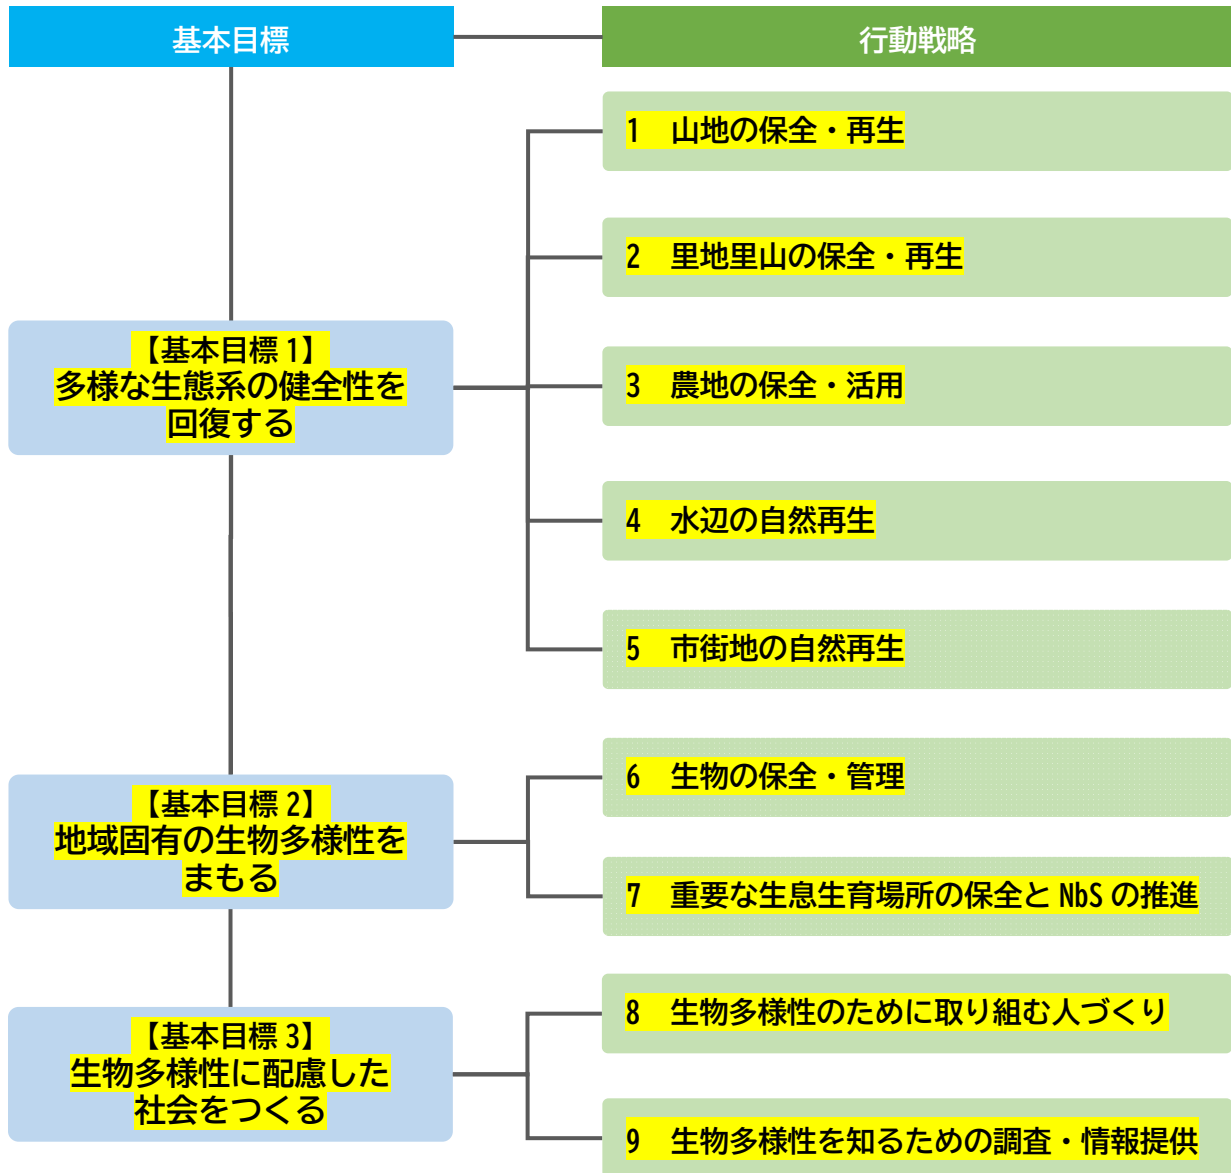 基本目標
行動戦略
1 山地の保全・再生
2 里地里山の保全・再生
【基本目標 1】
多様な生態系の健全性を
回復する
3 農地の保全・活用
4 水辺の自然再生
5 市街地の自然再生
【基本目標 2】
地域固有の生物多様性を
まもる
6 生物の保全・管理
7 重要な生息生育場所の保全と NbS の推進
【基本目標 3】
生物多様性に配慮した
社会をつくる
8 生物多様性のために取り組む人づくり
9 生物多様性を知るための調査・情報提供